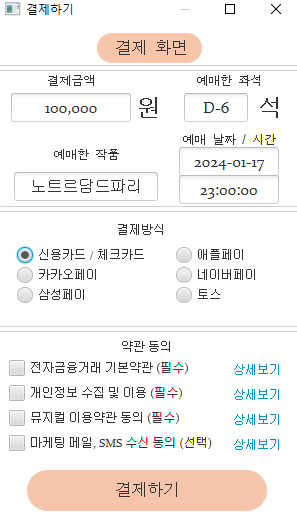 결제하기
결제 화면
결제금액 예매한 좌석
100,000 원 D-6 석
예매한 작품 예매 날짜 / 시간
노트르담드파리 2024-01-17
23:00:00
결제방식
신용카드 / 체크카드 애플페이
카카오페이 네이버페이
삼성페이 토스
약관 동의
전자금융거래 기본약관 (필수) 상세보기
개인정보 수집 및 이용 (필수) 상세보기
뮤지컬 이용약관 동의 (필수) 상세보기
마케팅 메일, SMS 수신 동의 (선택) 상세보기
결제하기